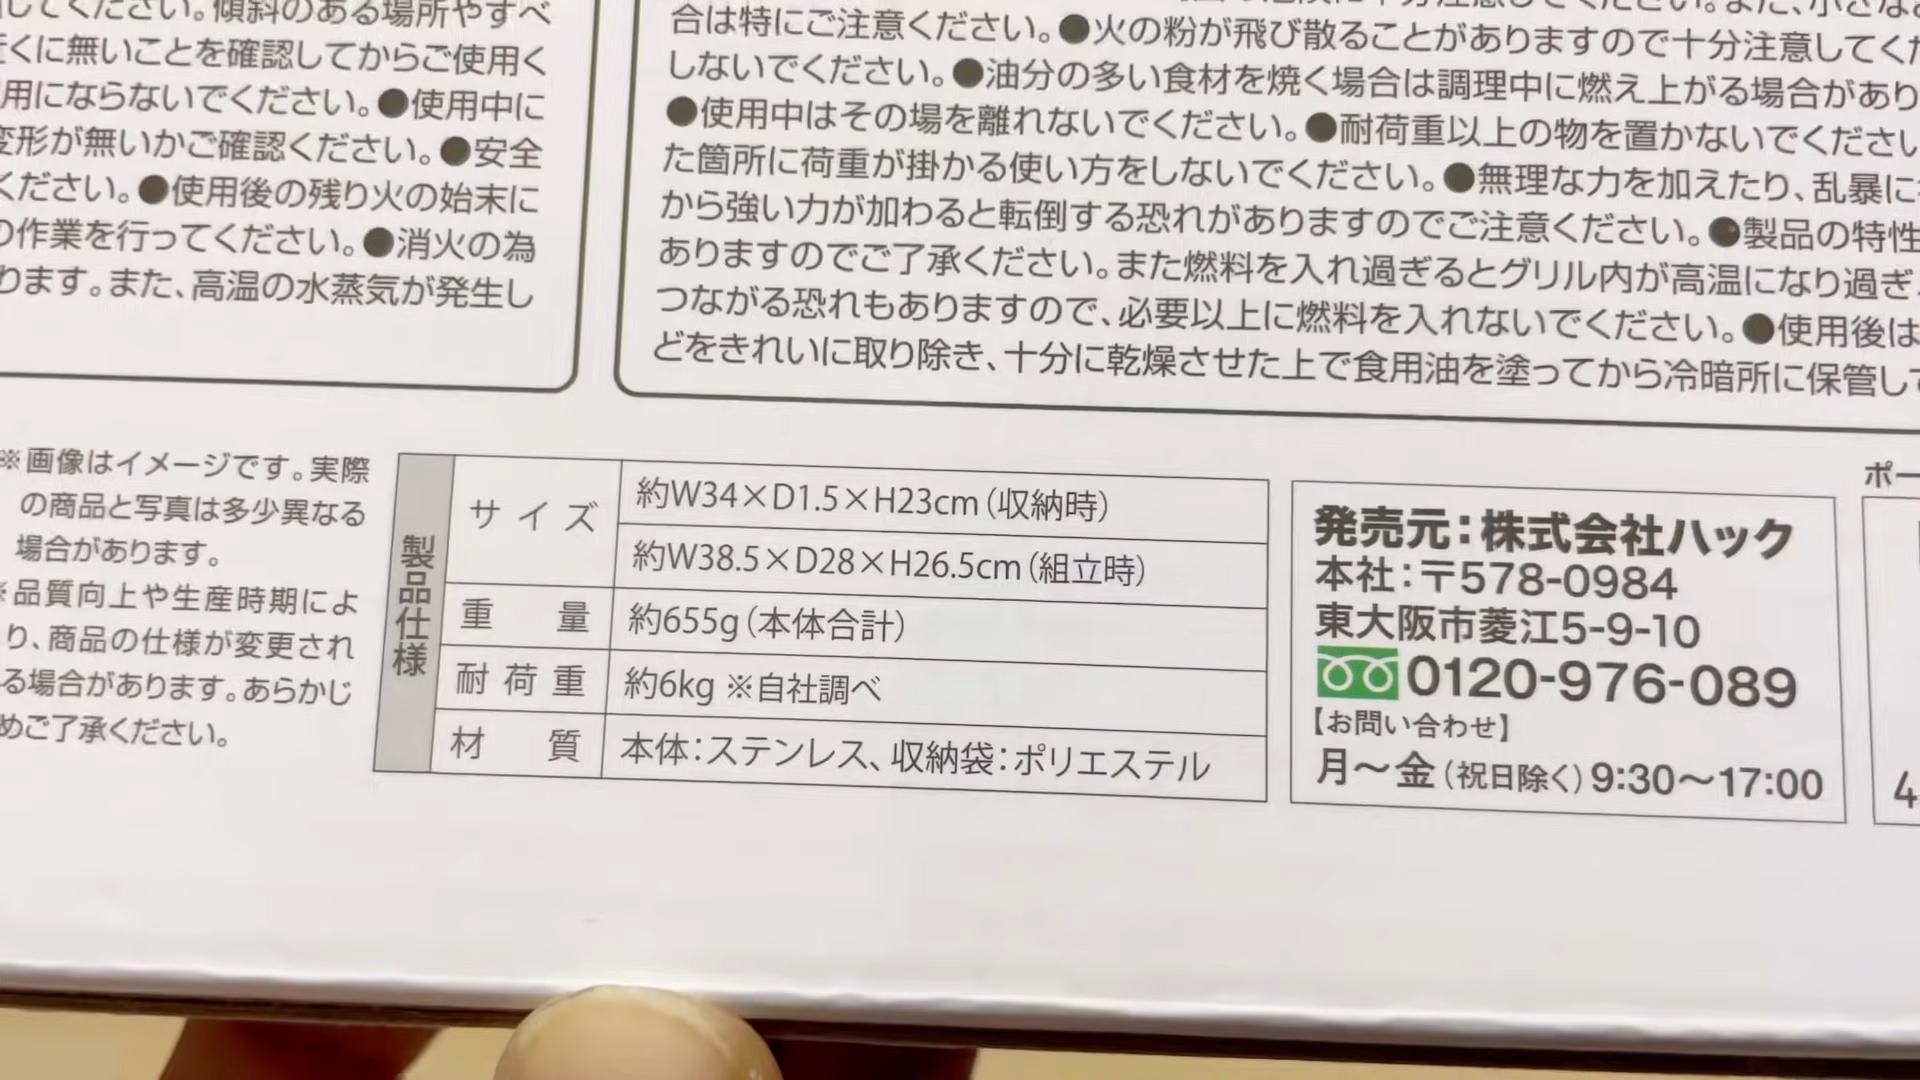 してください。傾斜のある場所やすべ
近くに無いことを確認してからご使用く
用にならないでください。●使用中に
変形が無いかご確認ください。●安全
ください。●使用後の残り火の始末に
の作業を行ってください。●消火の為
ります。また、高温の水蒸気が発生し
合は特にご注意ください。●火の粉が飛び散ることがありますので十分注意してくだ
しないでください。●油分の多い食材を焼く場合は調理中に燃え上がる場合があり
●使用中はその場を離れないでください。●耐荷重以上の物を置かないでください
た箇所に荷重が掛かる使い方をしないでください。●無理な力を加えたり、乱暴に
から強い力が加わると転倒する恐れがありますのでご注意ください。●製品の特性
ありますのでご了承ください。また燃料を入れ過ぎるとグリル内が高温になり過ぎ
つながる恐れもありますので、必要以上に燃料を入れないでください。●使用後は
どをきれいに取り除き、十分に乾燥させた上で食用油を塗ってから冷暗所に保管して
※画像はイメージです。実際
の商品と写真は多少異なる
場合があります。
※品質向上や生産時期によ
り、商品の仕様が変更され
る場合があります。あらかじ
めご了承ください。
製品仕様
サイズ
約W34×D1.5×H23cm(収納時)
約W38.5×D28×H26.5cm(組立時)
重量 約655g(本体合計)
耐荷重 約6kg ※自社調べ
材質 本体:ステンレス、収納袋:ポリエステル
発売元:株式会社ハック
本社:〒578-0984
東大阪市菱江5-9-10
0120-976-089
【お問い合わせ】
月～金(祝日除く)9:30～17:00
ポー
4